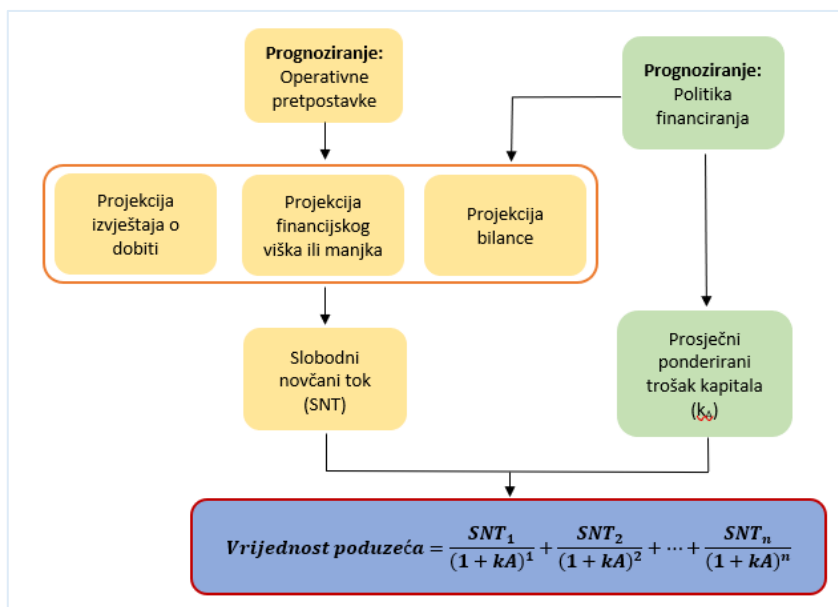 Prognoziranje:
Operativne
pretpostavke
Prognoziranje:
Politika
financiranja
Projekcija
izvještaja o
dobiti
Projekcija
financijskog
viška ili manjka
Projekcija
bilance
Slobodni
novčani tok
(SNT)
Prosječni
ponderirani
trošak kapitala
(kA)
Vrijednost poduzeća = SNT₁/(1 + kA)¹ + SNT₂/(1 + kA)² + ⋯ + SNTₙ/(1 + kA)ⁿ